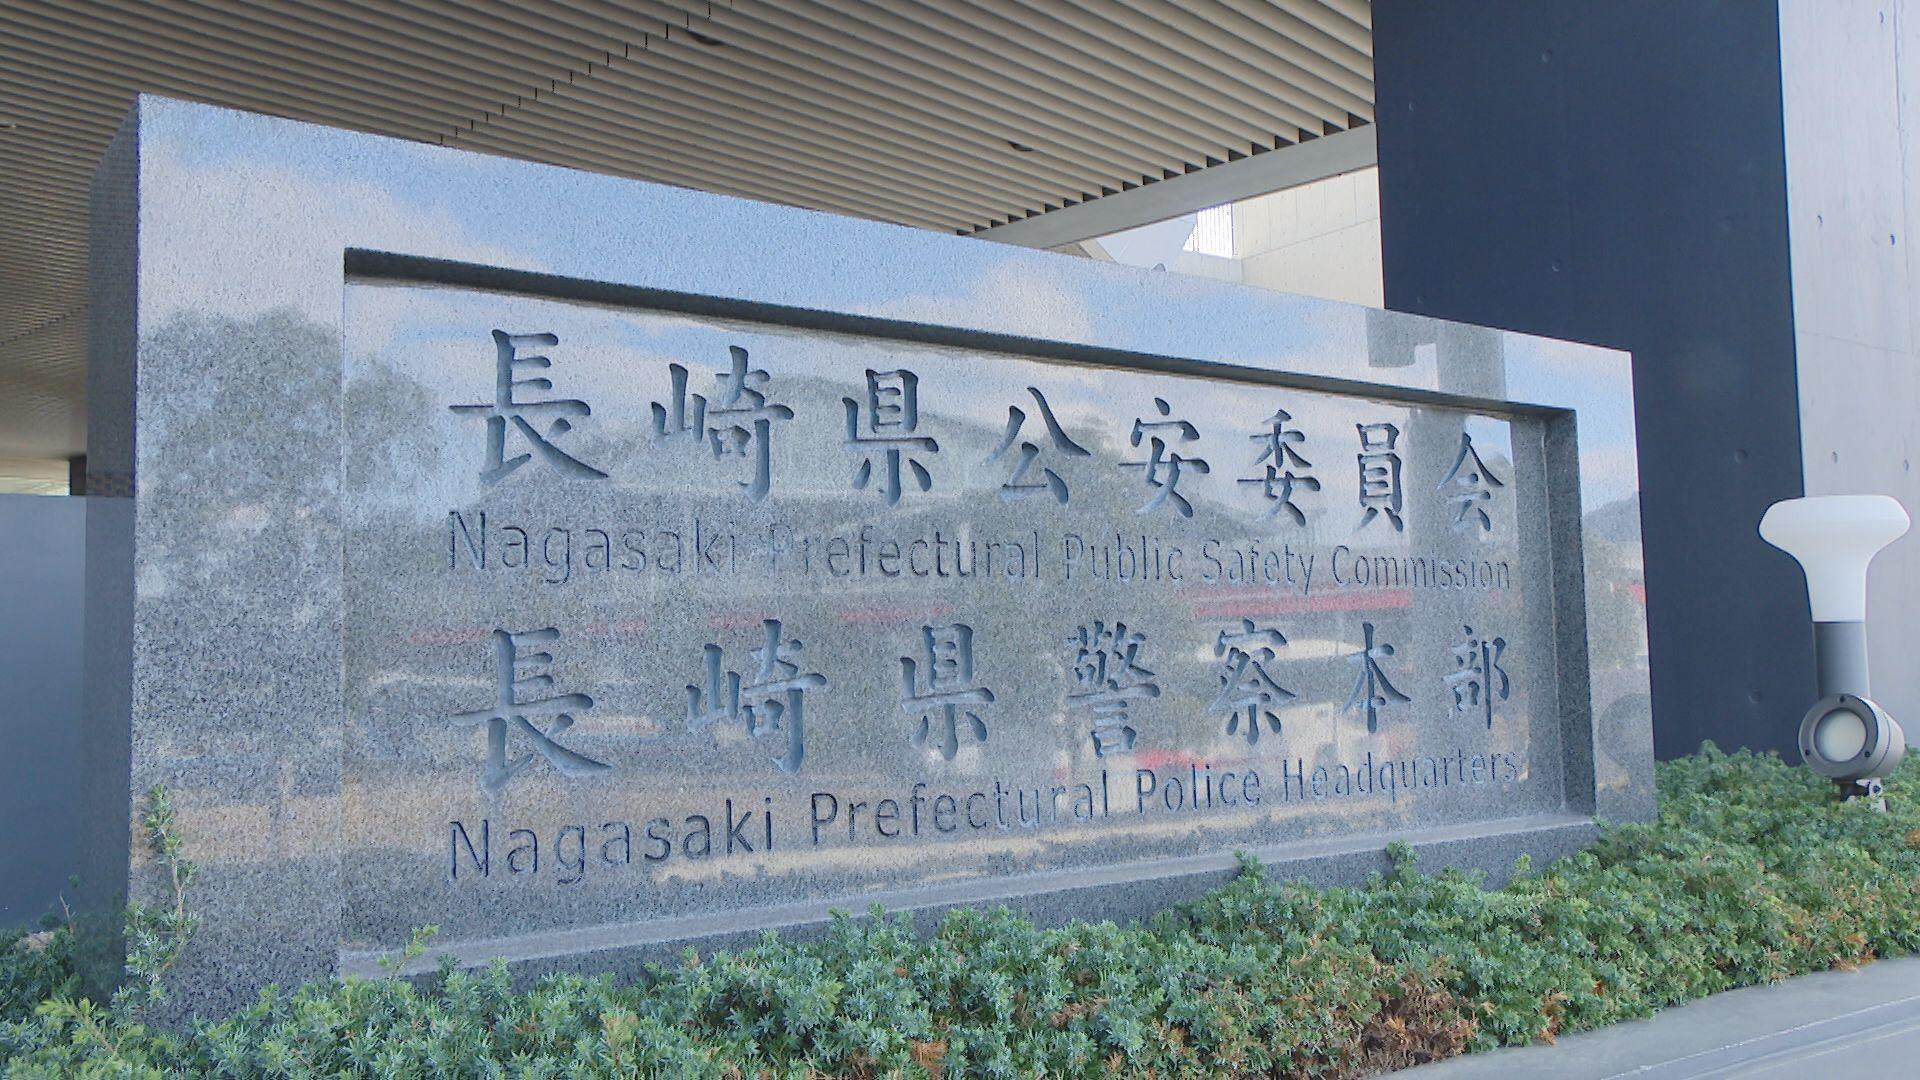 長崎県公安委員会
Nagasaki Prefectural Public Safety Commission
長崎県警察本部
Nagasaki Prefectural Police Headquarters